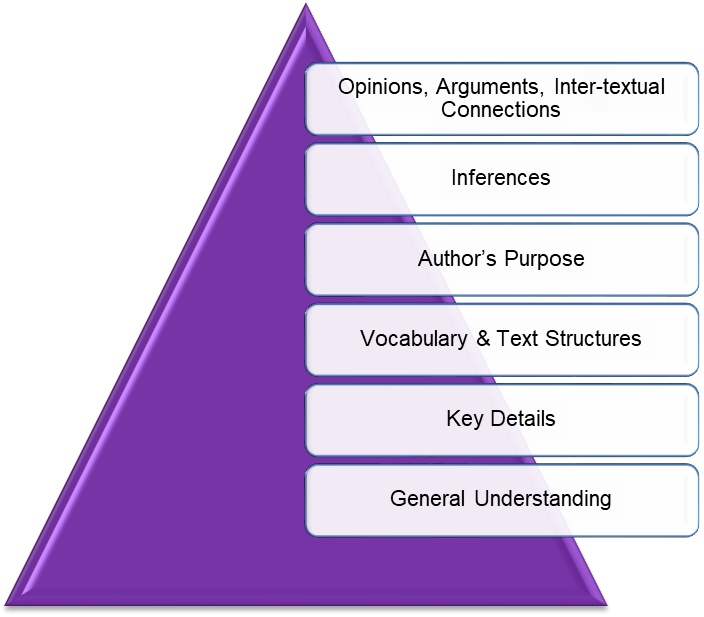 Opinions, Arguments, Inter-textual
Connections
Inferences
Author’s Purpose
Vocabulary & Text Structures
Key Details
General Understanding